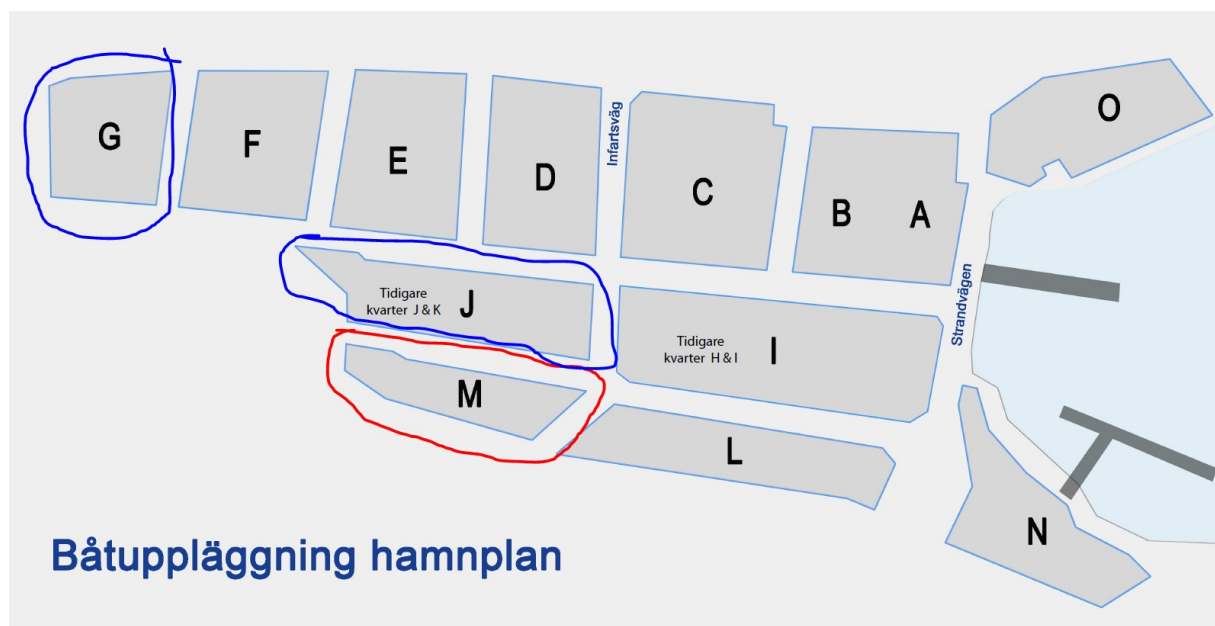 G
F
E
D
Infartsväg
C
B A
O
Tidigare
kvarter J & K
J
Tidigare
kvarter H & I
I
Strandvägen
M
L
N
Båtuppläggning hamnplan